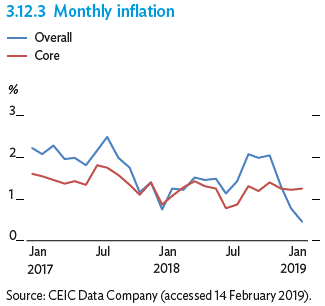 3.12.3 Monthly inflation
Overall
Core
%
3
2
1
0
Jan Jul Jan Jul Jan
2017 2018 2019
Source: CEIC Data Company (accessed 14 February 2019).